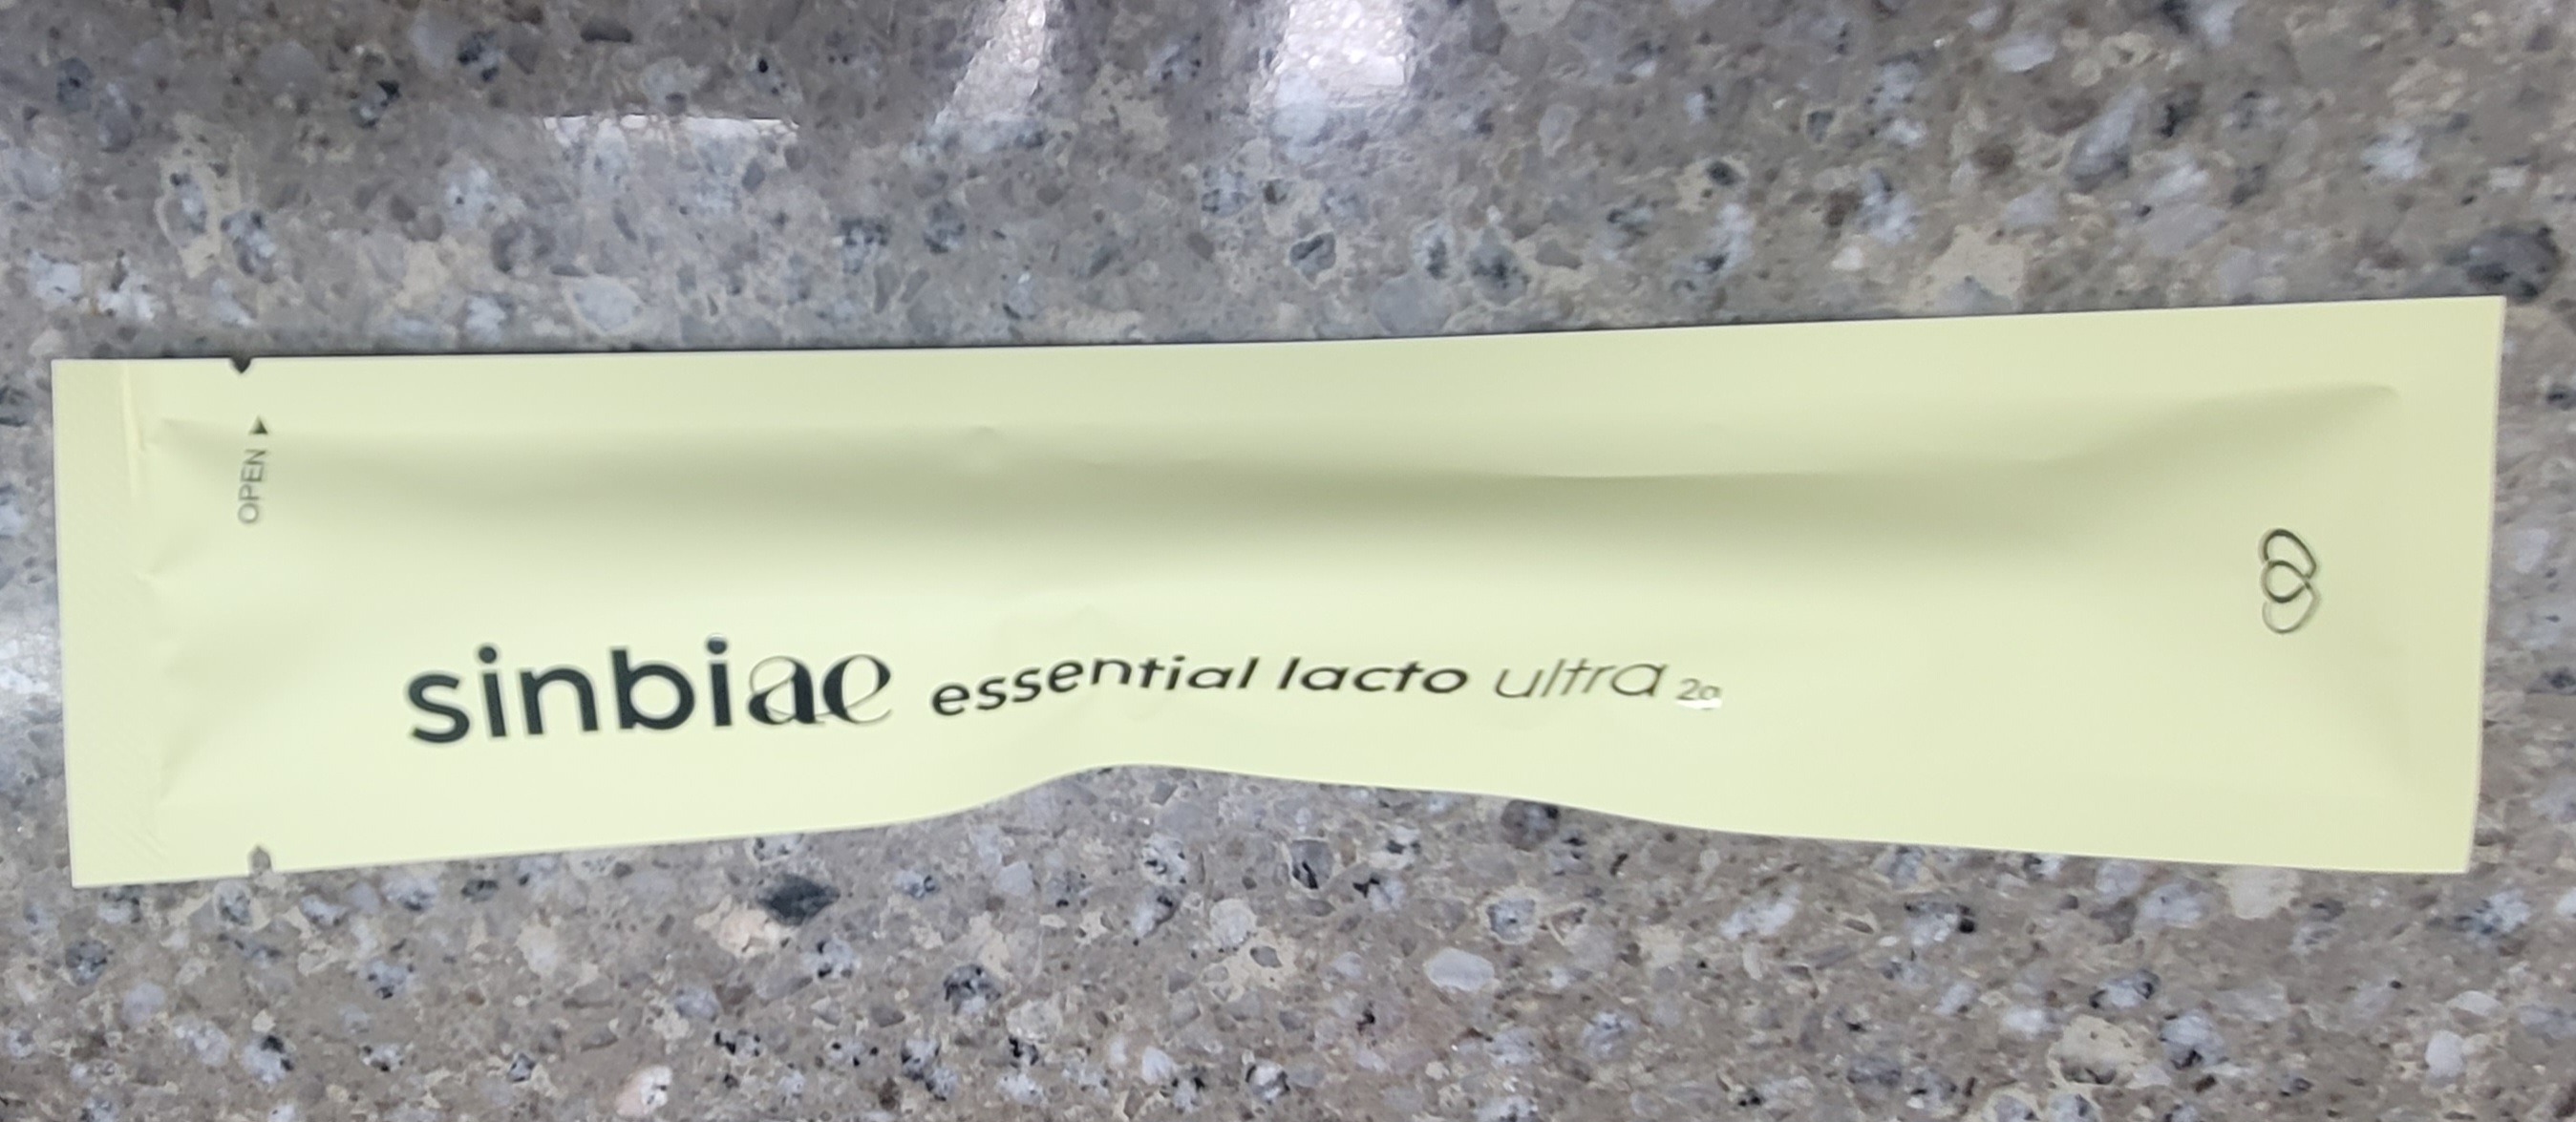 OPEN ▶
sinbiae essential lacto ultra 2g